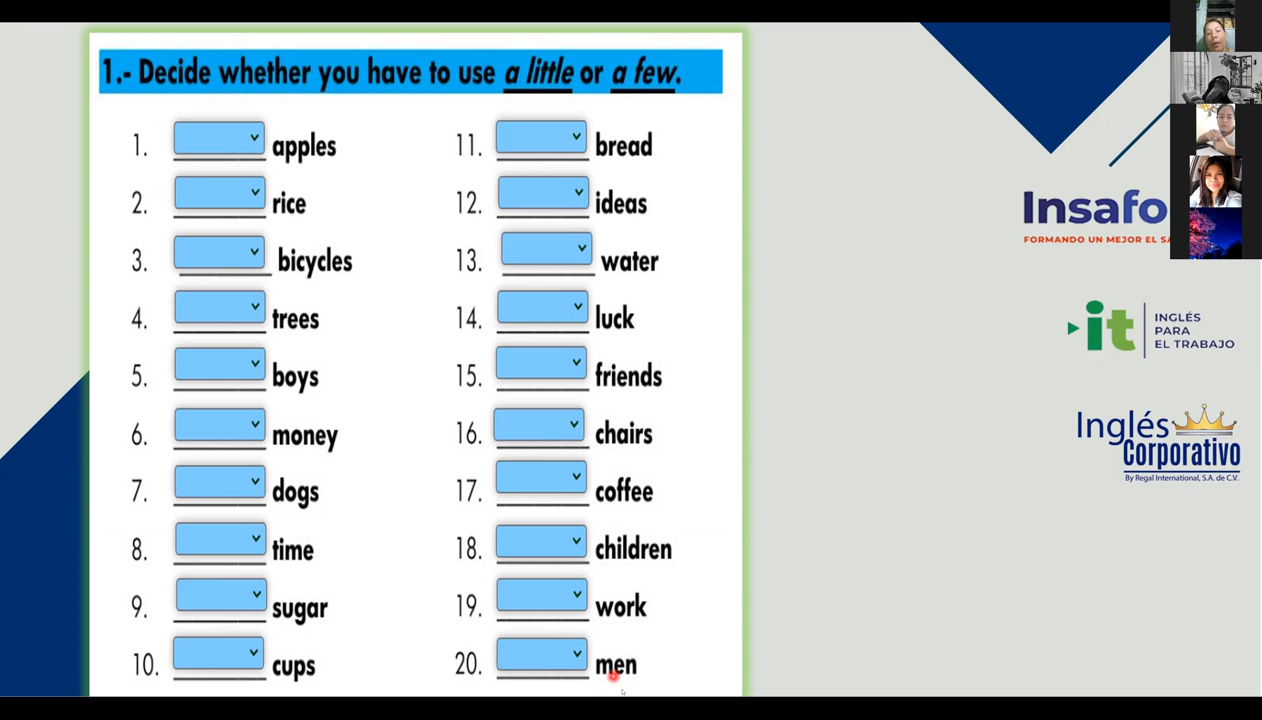 1.- Decide whether you have to use a little or a few.
1. apples
2. rice
3. bicycles
4. trees
5. boys
6. money
7. dogs
8. time
9. sugar
10. cups
11. bread
12. ideas
13. water
14. luck
15. friends
16. chairs
17. coffee
18. children
19. work
20. men
Insafo
FORMANDO UN MEJOR EL SA
it
INGLÉS
PARA
EL TRABAJO
Inglés
Corporativo
By Regal International, S.A. de C.V.